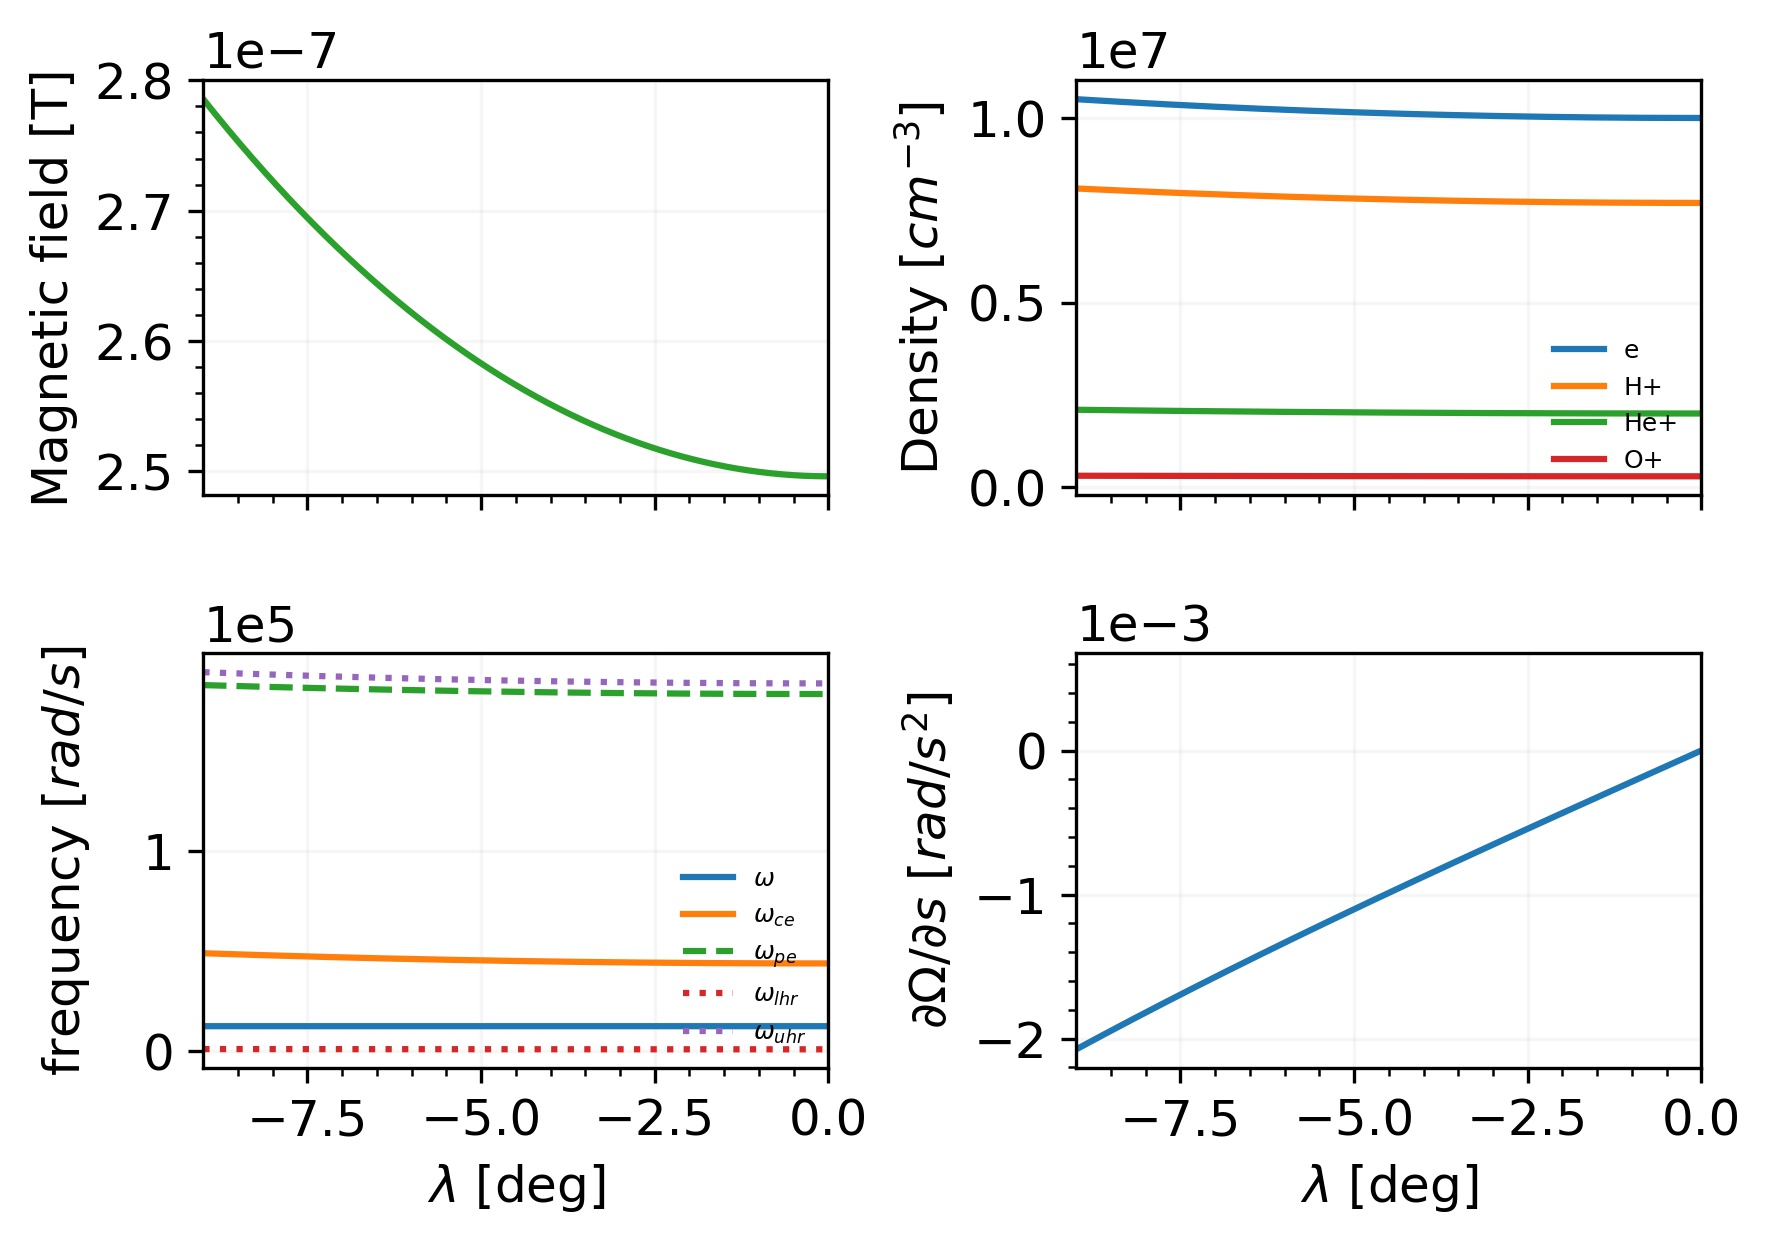 1e−7
Magnetic field [T]
2.8
2.7
2.6
2.5
1e7
Density [cm⁻³]
1.0
0.5
0.0
e
H+
He+
O+
1e5
frequency [rad/s]
1
0
ω
ω_ce
ω_pe
ω_lhr
ω_uhr
−7.5 −5.0 −2.5 0.0
λ [deg]
1e−3
∂Ω/∂s [rad/s²]
0
−1
−2
−7.5 −5.0 −2.5 0.0
λ [deg]